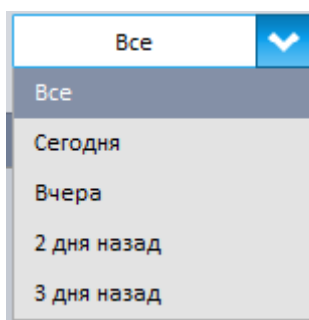 Все
Все
Сегодня
Вчера
2 дня назад
3 дня назад